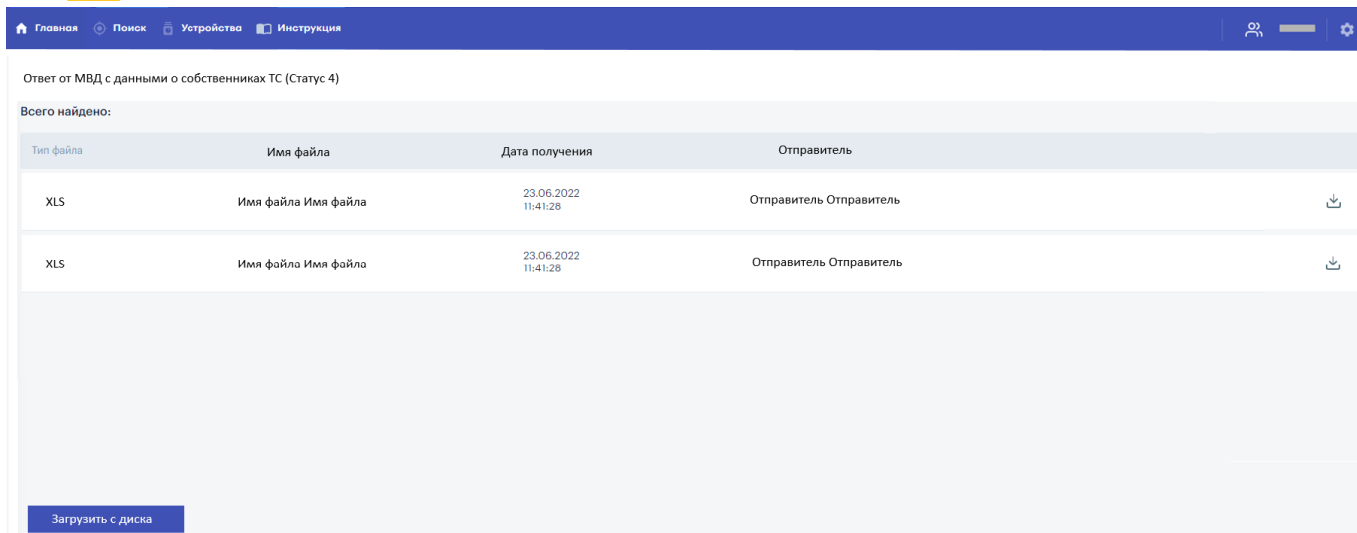 Главная Поиск Устройства Инструкция
Ответ от МВД с данными о собственниках ТС (Статус 4)
Всего найдено:
Тип файла Имя файла Дата получения Отправитель
XLS Имя файла Имя файла 23.06.2022 Отправитель Отправитель
11:41:28
XLS Имя файла Имя файла 23.06.2022 Отправитель Отправитель
11:41:28
Загрузить с диска